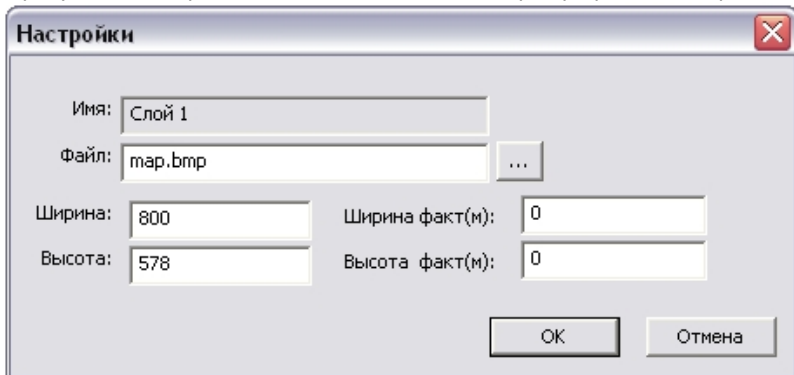 Настройки
Имя: Слой 1
Файл: map.bmp ...
Ширина: 800 Ширина факт(м): 0
Высота: 578 Высота факт(м): 0
OK Отмена